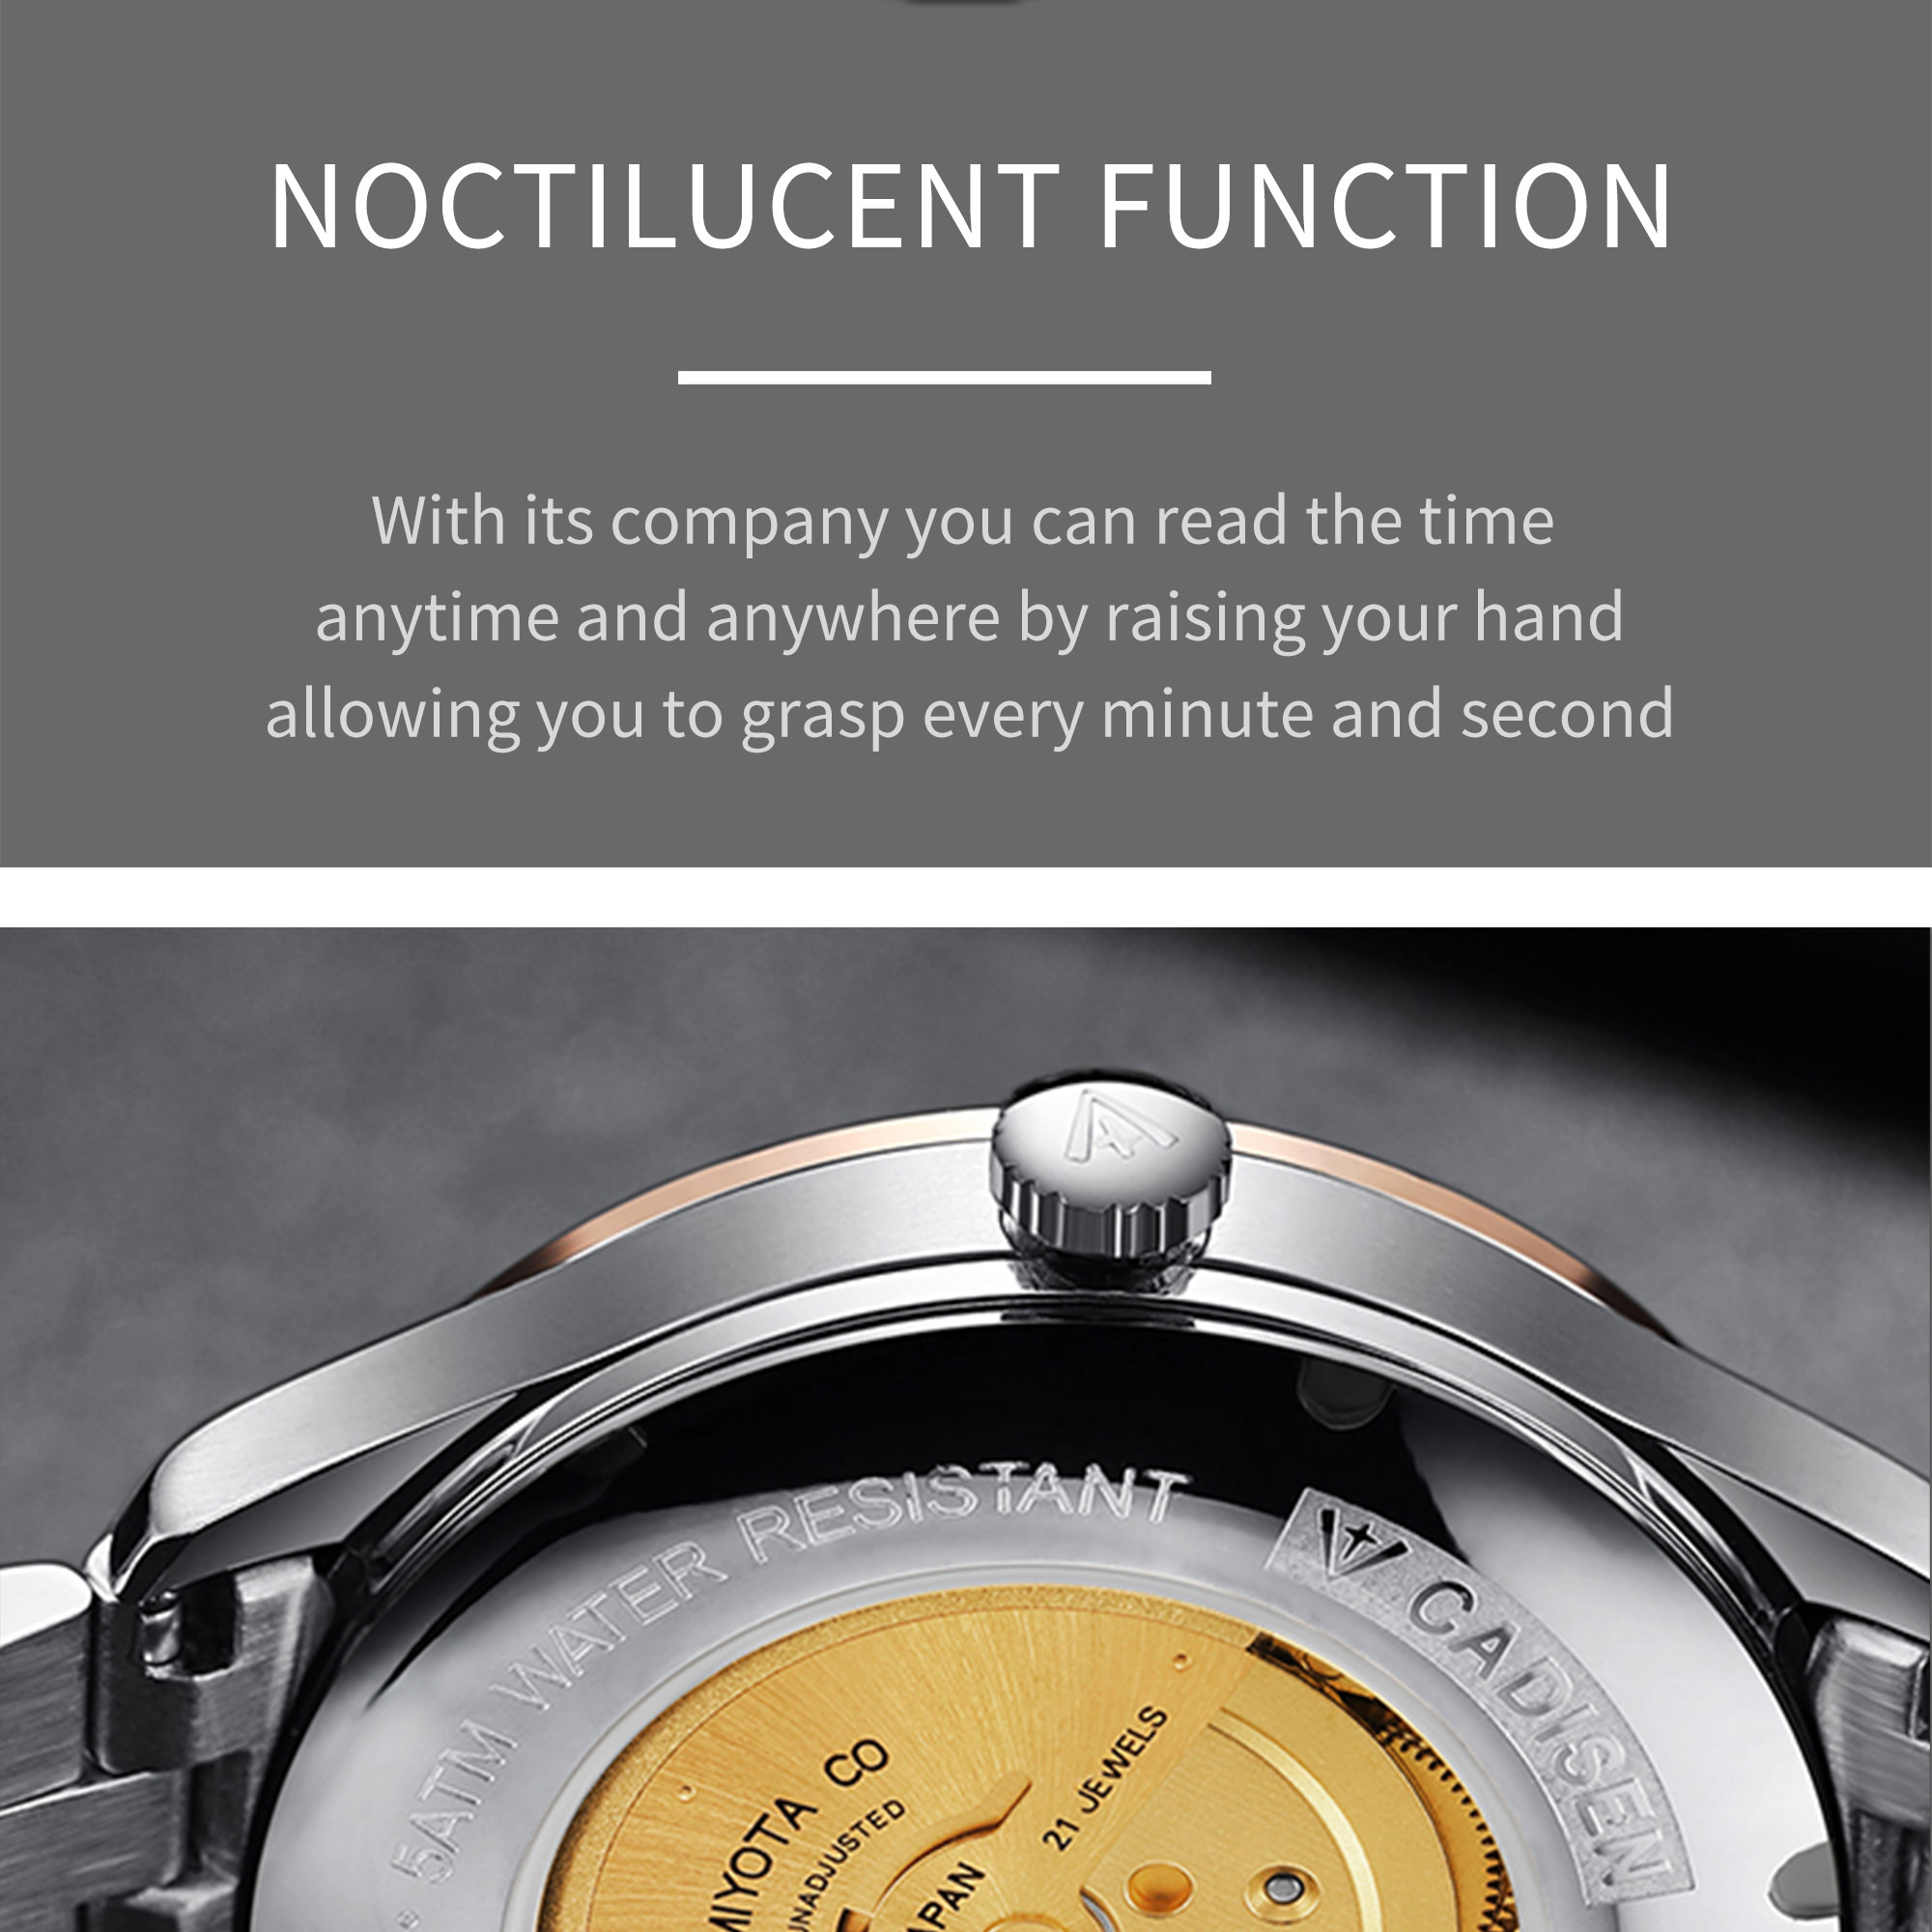 NOCTILUCENT FUNCTION
With its company you can read the time
anytime and anywhere by raising your hand
allowing you to grasp every minute and second
5ATM WATER RESISTANT
CADISEN
MIYOTA CO
UNADJUSTED
21 JEWELS
JAPAN